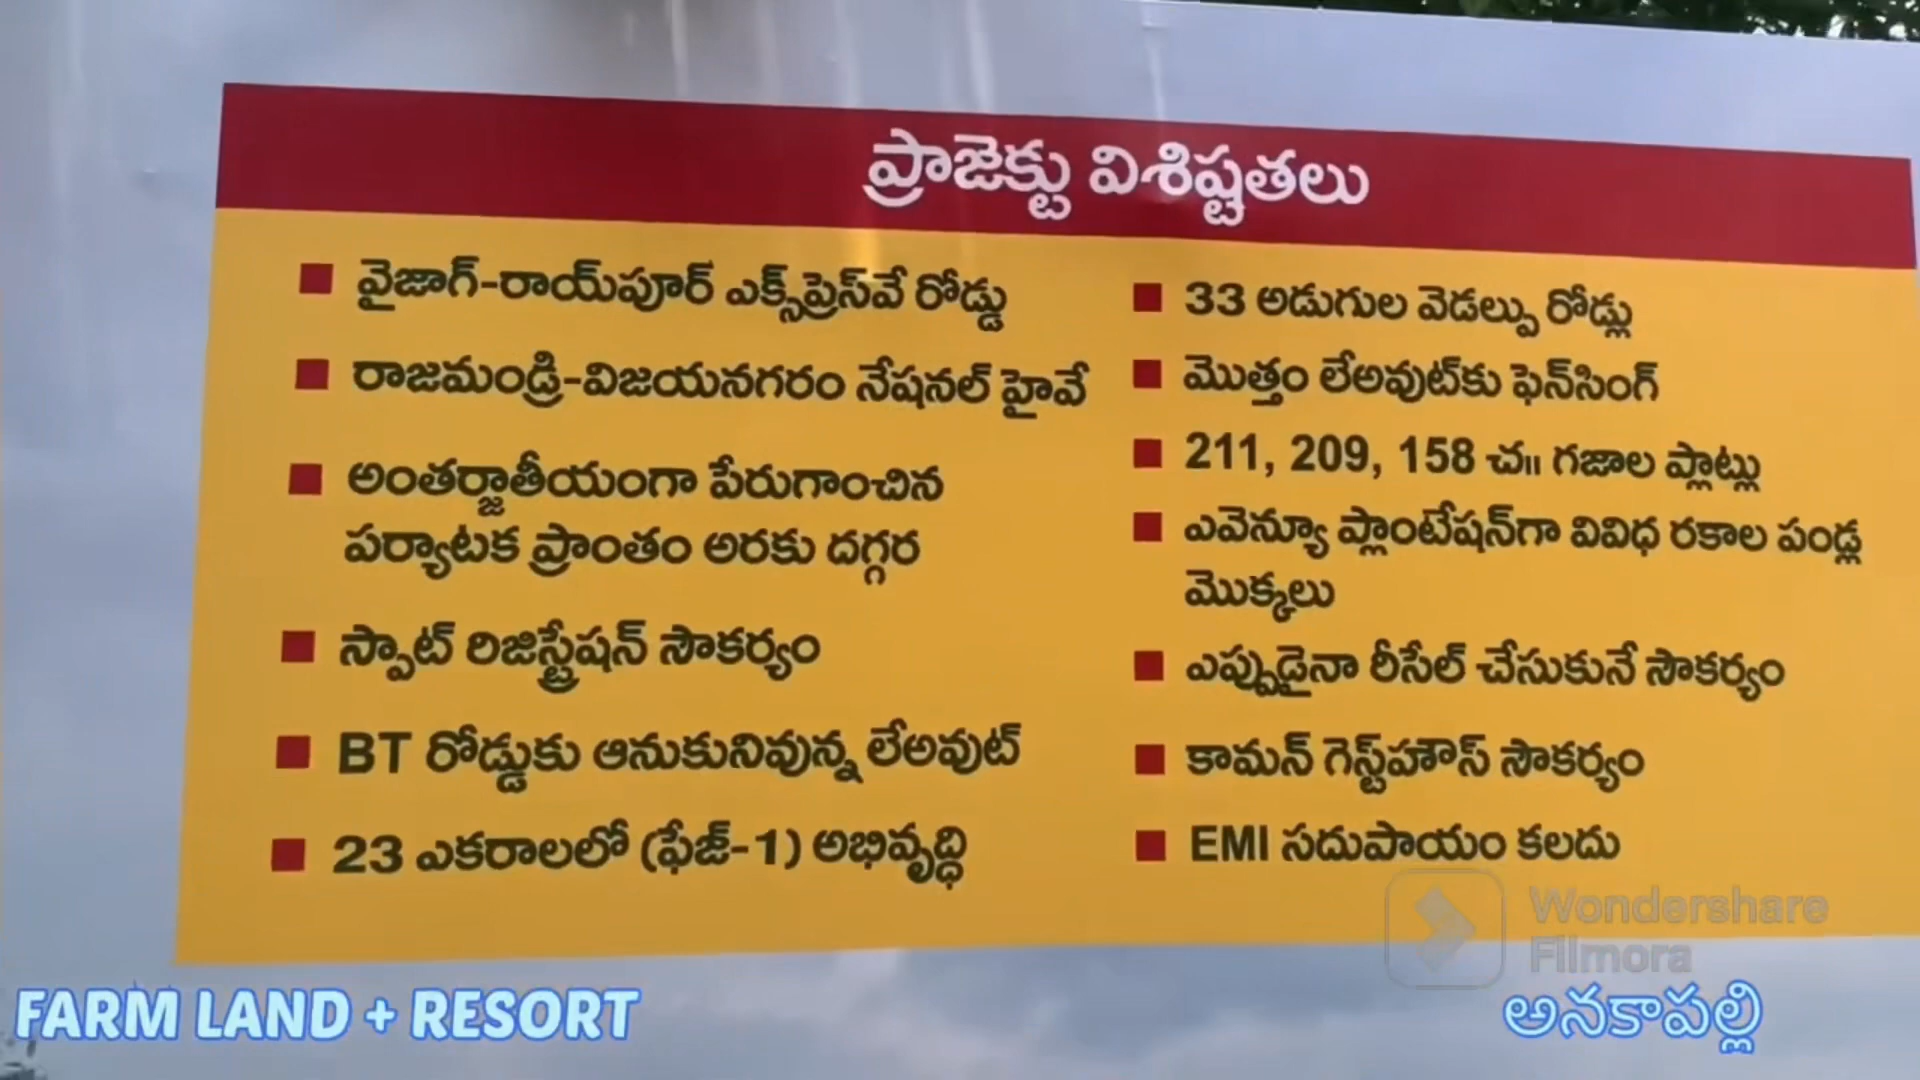 ప్రాజెక్టు విశిష్టతలు
వైజాగ్-రాయ్‌పూర్ ఎక్స్‌ప్రెస్‌వే రోడ్డు
రాజమండ్రి-విజయనగరం నేషనల్ హైవే
అంతర్జాతీయంగా పేరుగాంచిన
పర్యాటక ప్రాంతం అరకు దగ్గర
స్పాట్ రిజిస్ట్రేషన్ సౌకర్యం
BT రోడ్డుకు ఆనుకునివున్న లేఅవుట్
23 ఎకరాలలో (ఫేజ్-1) అభివృద్ధి
33 అడుగుల వెడల్పు రోడ్లు
మొత్తం లేఅవుట్‌కు ఫెన్‌సింగ్
211, 209, 158 చ॥ గజాల ప్లాట్లు
ఎవెన్యూ ప్లాంటేషన్‌గా వివిధ రకాల పండ్ల
మొక్కలు
ఎప్పుడైనా రీసేల్ చేసుకునే సౌకర్యం
కామన్ గెస్ట్‌హౌస్ సౌకర్యం
EMI సదుపాయం కలదు
Wondershare
Filmora
FARM LAND + RESORT
అనకాపల్లి